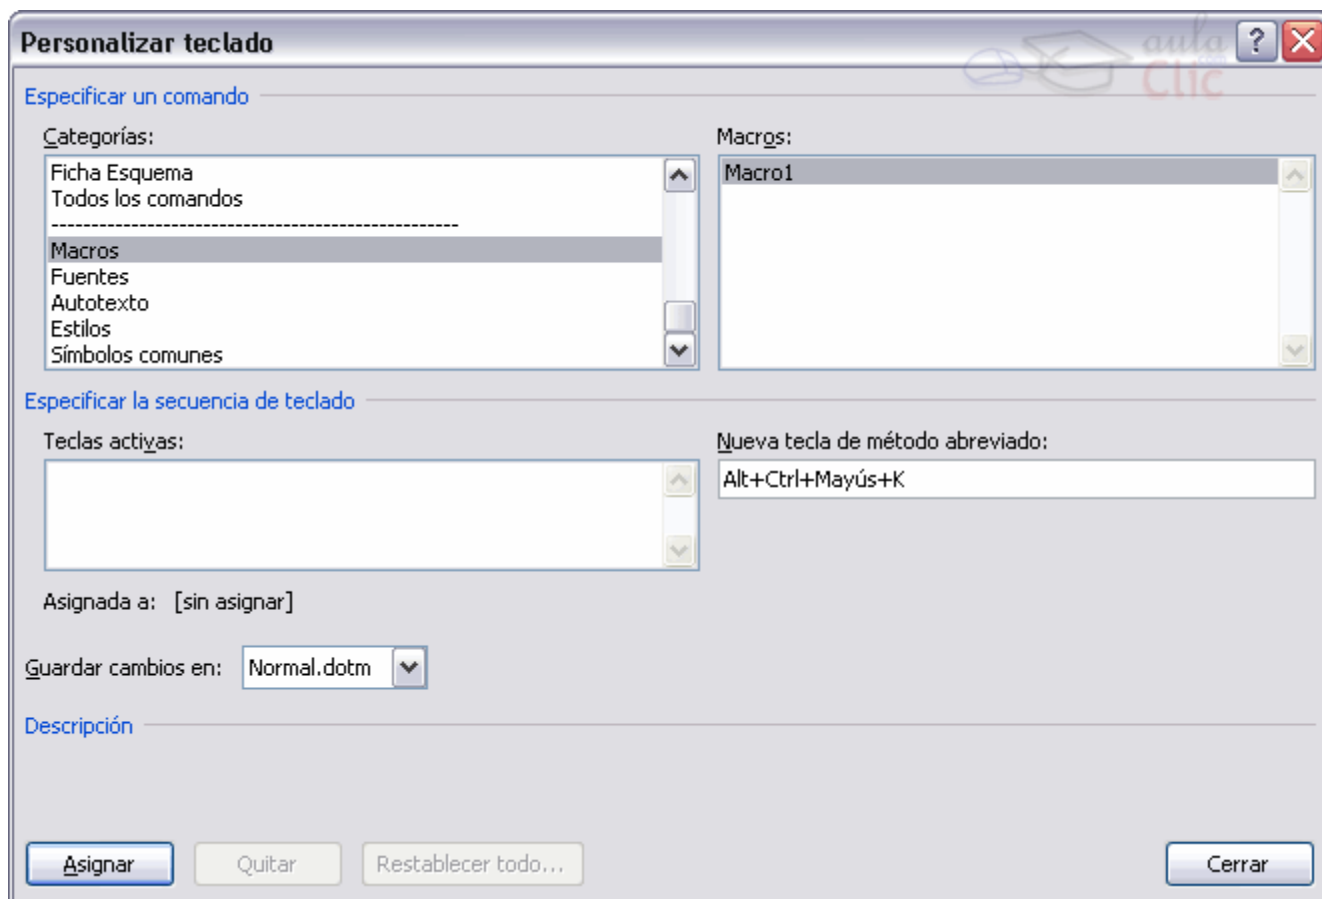 Personalizar teclado
aula
.com
Clic
Especificar un comando
Categorías:
Ficha Esquema
Todos los comandos
---------------------------------------------------
Macros
Fuentes
Autotexto
Estilos
Símbolos comunes
Macros:
Macro1
Especificar la secuencia de teclado
Teclas activas:
Nueva tecla de método abreviado:
Alt+Ctrl+Mayús+K
Asignada a: [sin asignar]
Guardar cambios en: Normal.dotm
Descripción
Asignar Quitar Restablecer todo... Cerrar